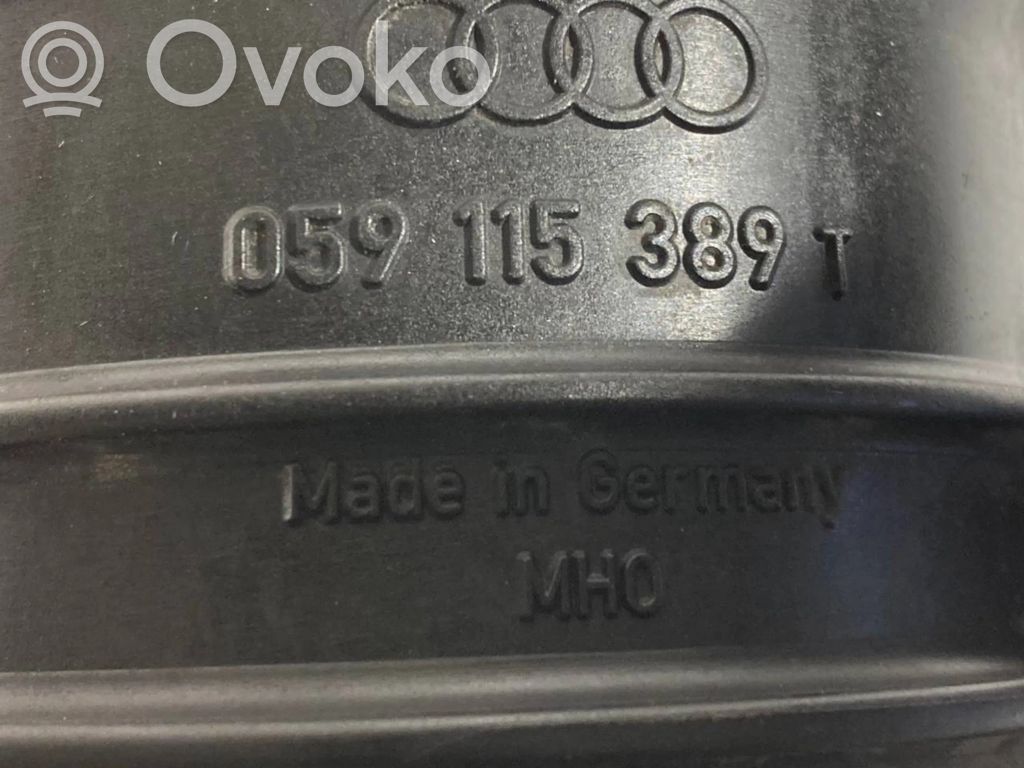 Ovoko
059 115 389 T
Made in Germany
MHO